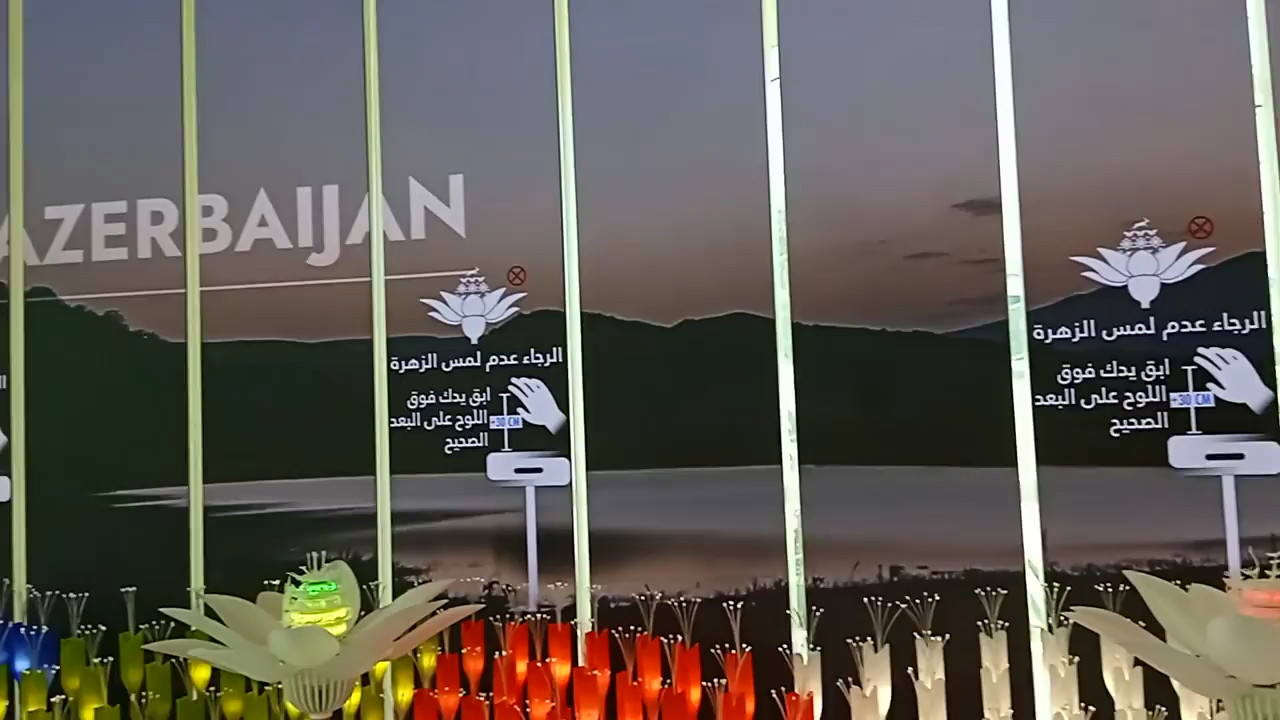 AZERBAIJAN
الرجاء عدم لمس الزهرة
ابق يدك فوق
اللوح على البعد
الصحيح
+30 CM
الرجاء عدم لمس الزهرة
ابق يدك فوق
اللوح على البعد
الصحيح
+30 CM